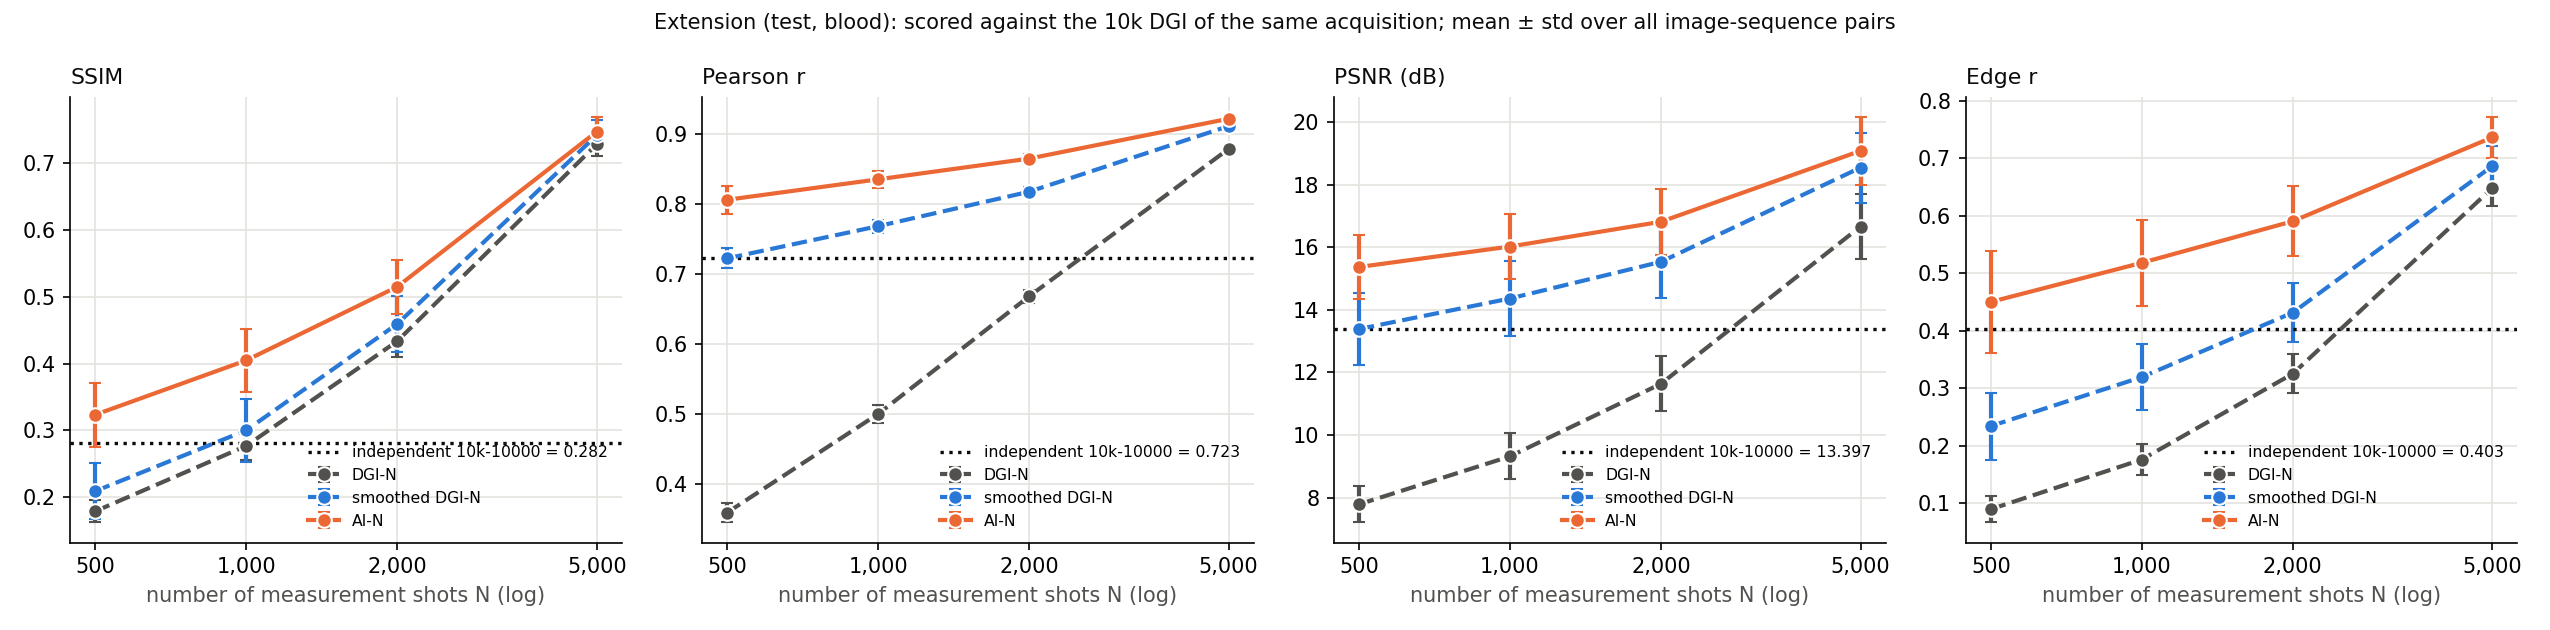 Extension (test, blood): scored against the 10k DGI of the same acquisition; mean ± std over all image-sequence pairs
SSIM
0.7
0.6
0.5
0.4
0.3
0.2
independent 10k-10000 = 0.282
DGI-N
smoothed DGI-N
AI-N
500
1,000
2,000
5,000
number of measurement shots N (log)
Pearson r
0.9
0.8
0.7
0.6
0.5
0.4
independent 10k-10000 = 0.723
DGI-N
smoothed DGI-N
AI-N
500
1,000
2,000
5,000
number of measurement shots N (log)
PSNR (dB)
20
18
16
14
12
10
8
independent 10k-10000 = 13.397
DGI-N
smoothed DGI-N
AI-N
500
1,000
2,000
5,000
number of measurement shots N (log)
Edge r
0.8
0.7
0.6
0.5
0.4
0.3
0.2
0.1
independent 10k-10000 = 0.403
DGI-N
smoothed DGI-N
AI-N
500
1,000
2,000
5,000
number of measurement shots N (log)